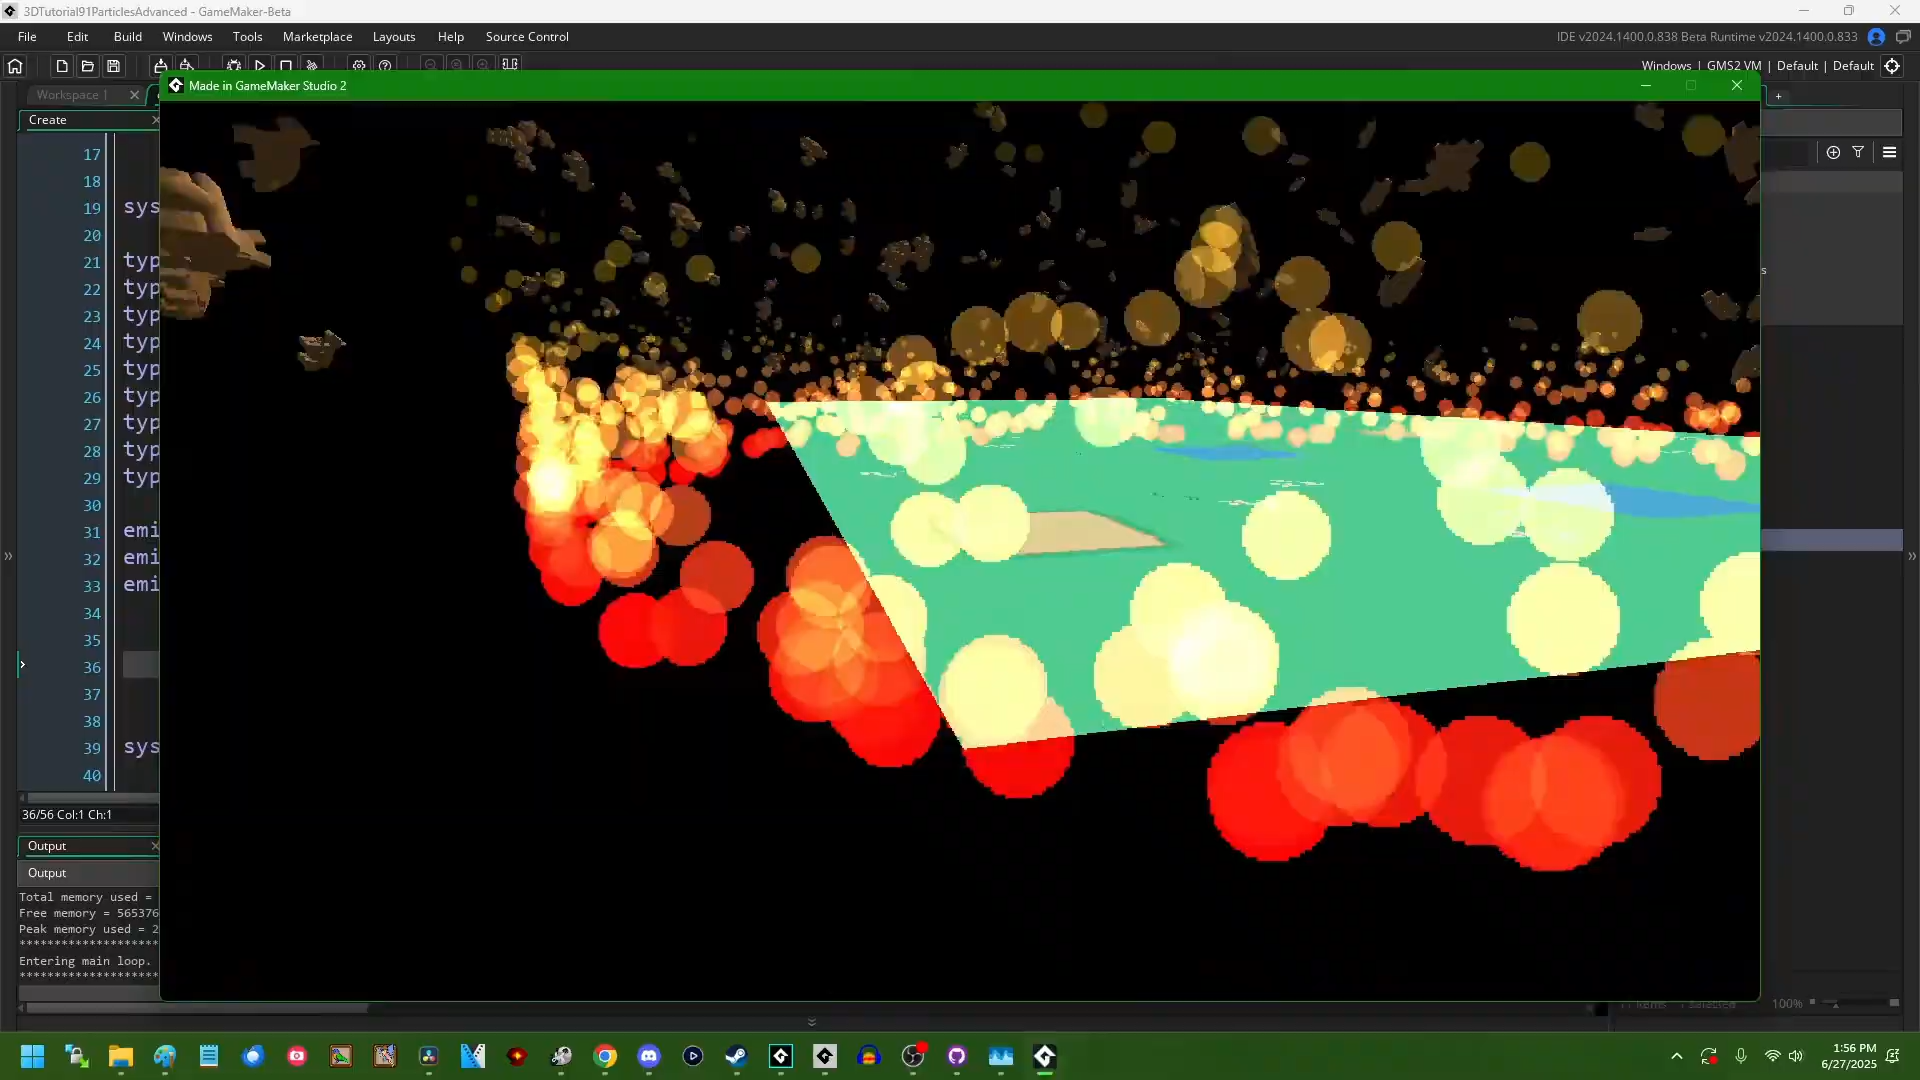 3DTutorial91ParticlesAdvanced - GameMaker-Beta
File Edit Build Windows Tools Marketplace Layouts Help Source Control
IDE v2024.1400.0.838 Beta Runtime v2024.1400.0.833
Windows | GMS2 VM | Default | Default
Workspace 1
Made in GameMaker Studio 2
Create
17
18
19 sys
20
21 typ
22 typ
23 typ
24 typ
25 typ
26 typ
27 typ
28 typ
29 typ
30
31 emi
32 emi
33 emi
34
35
36
37
38
39 sys
40
36/56 Col:1 Ch:1
Output
Output
Total memory used =
Free memory = 565376
Peak memory used = 2
**********************
Entering main loop.
**********************
100%
1:56 PM
6/27/2025